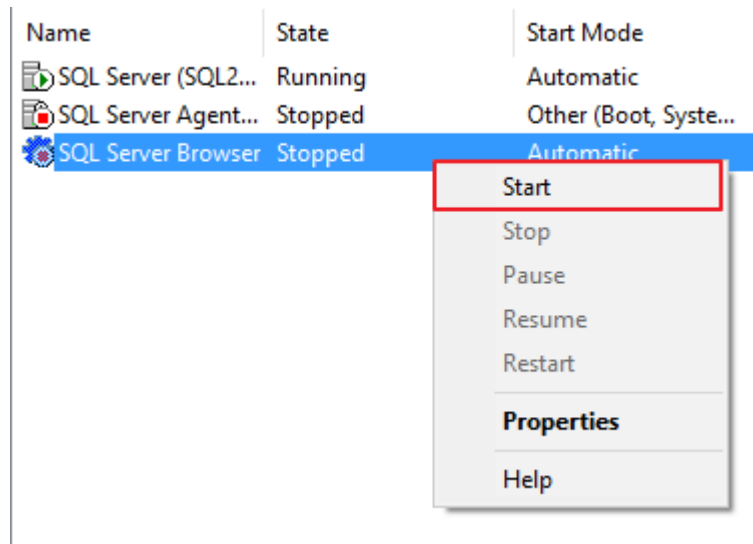 Name State Start Mode
SQL Server (SQL2... Running Automatic
SQL Server Agent... Stopped Other (Boot, Syste...
SQL Server Browser Stopped Automatic
Start
Stop
Pause
Resume
Restart
Properties
Help